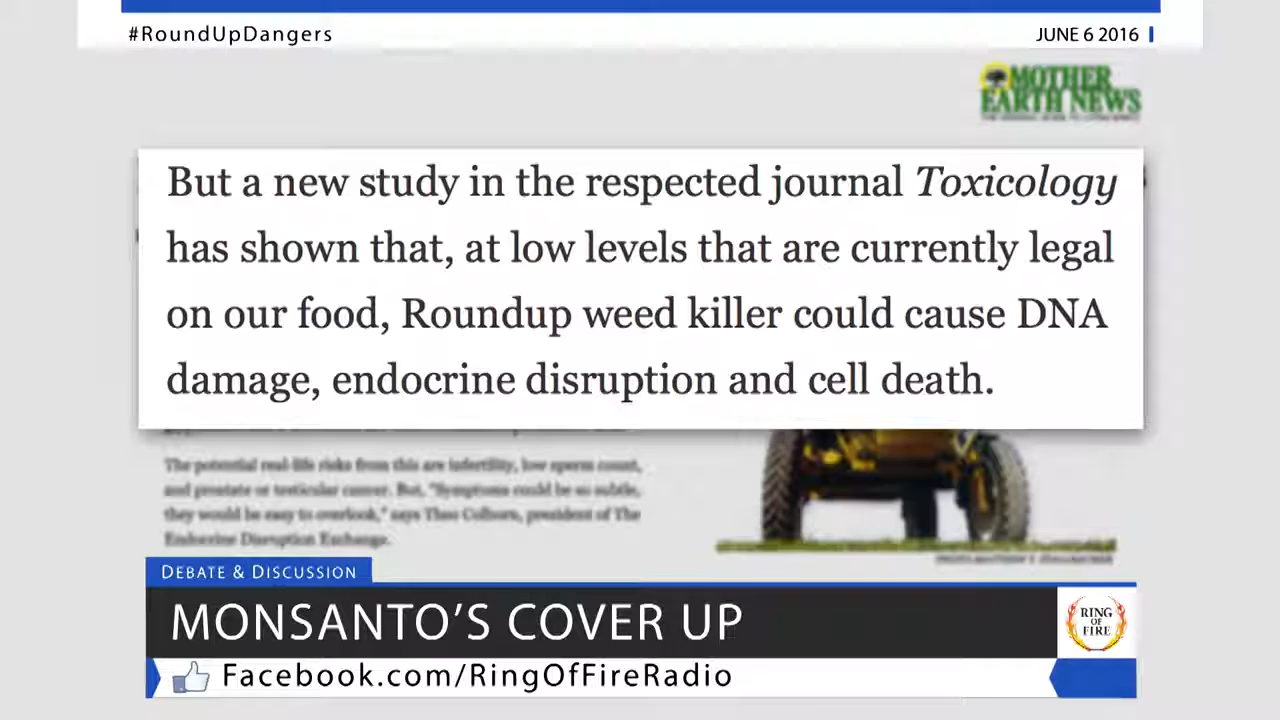 #RoundUpDangers
JUNE 6 2016
MOTHER
EARTH NEWS
But a new study in the respected journal Toxicology
has shown that, at low levels that are currently legal
on our food, Roundup weed killer could cause DNA
damage, endocrine disruption and cell death.
The potential real-life risks from this are infertility, low sperm count,
and prostate or testicular cancer. But, "Symptoms could be so subtle,
they would be easy to overlook," says Theo Colborn, president of The
Endocrine Disruption Exchange.
DEBATE & DISCUSSION
MONSANTO'S COVER UP
RING
OF
FIRE
Facebook.com/RingOfFireRadio